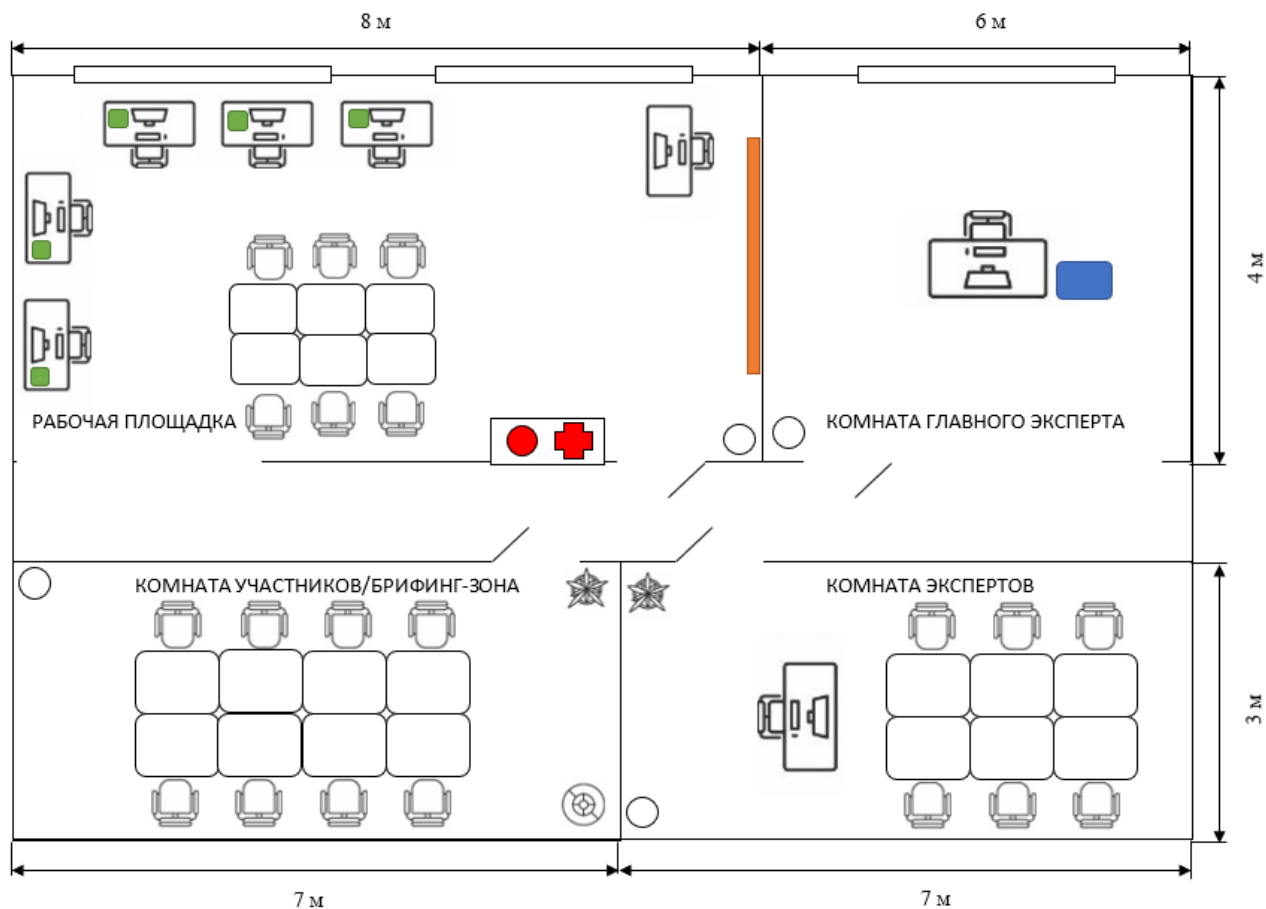 8 м
6 м
4 м
РАБОЧАЯ ПЛОЩАДКА
КОМНАТА ГЛАВНОГО ЭКСПЕРТА
КОМНАТА УЧАСТНИКОВ/БРИФИНГ-ЗОНА
КОМНАТА ЭКСПЕРТОВ
3 м
7 м
7 м